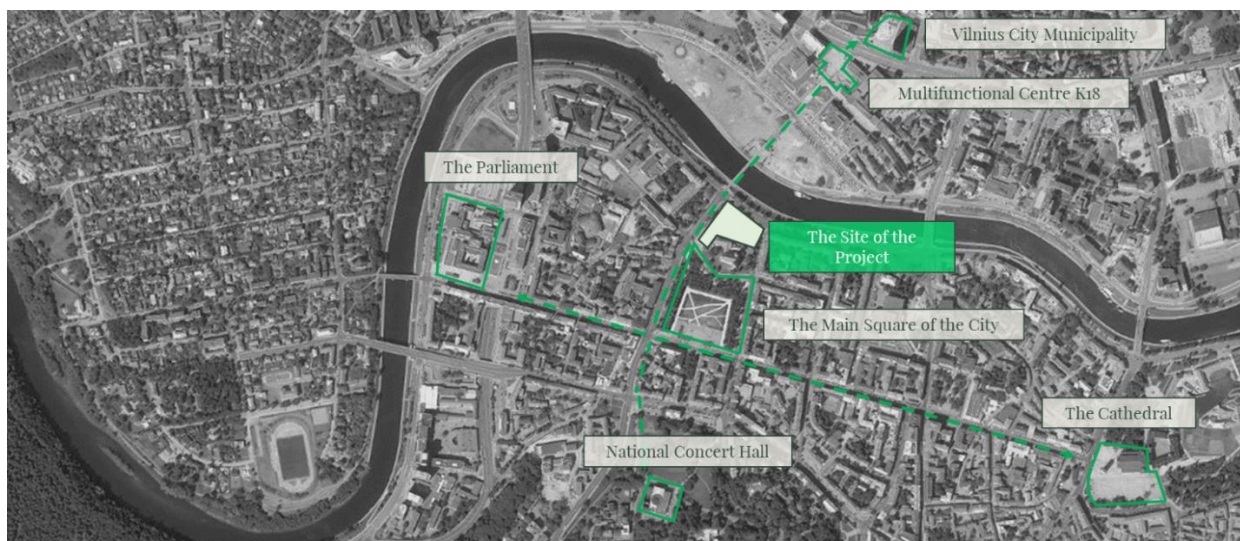 Vilnius City Municipality
Multifunctional Centre K18
The Parliament
The Site of the
Project
The Main Square of the City
The Cathedral
National Concert Hall